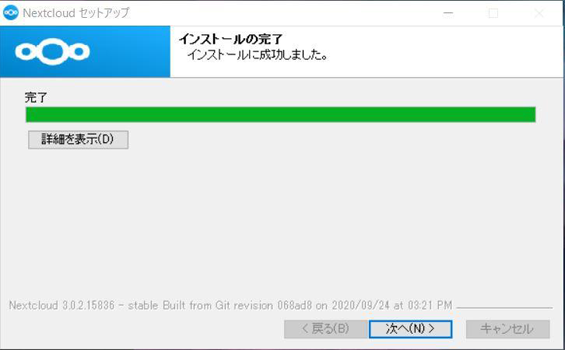 Nextcloud セットアップ
インストールの完了
インストールに成功しました。
完了
詳細を表示(D)
Nextcloud 3.0.2.15836 - stable Built from Git revision 068ad8 on 2020/09/24 at 03:21 PM
< 戻る(B)
次へ(N) >
キャンセル